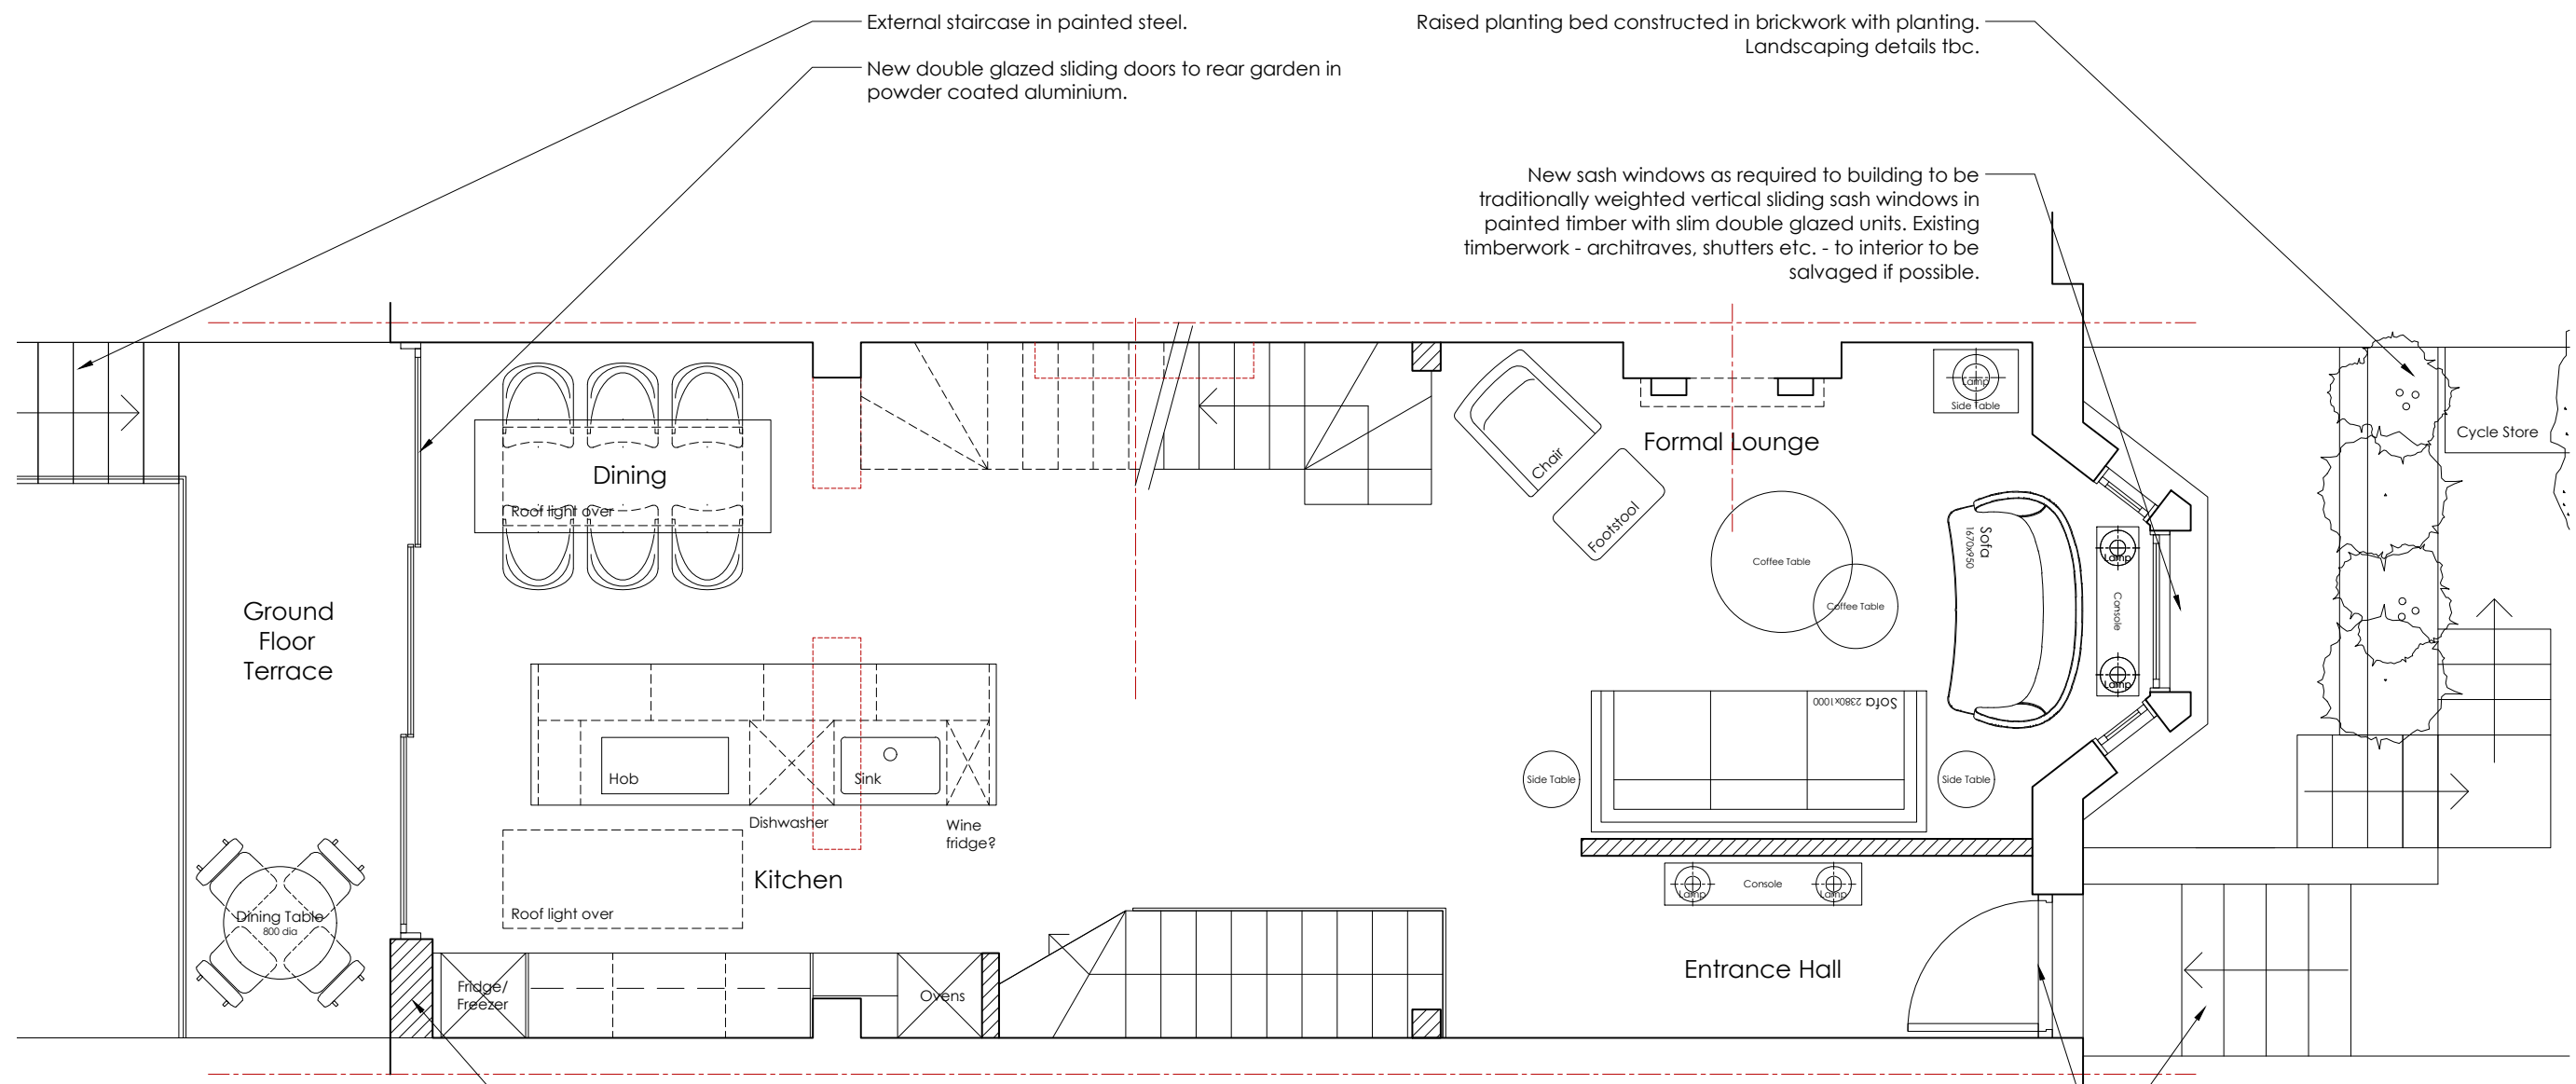 External staircase in painted steel.
New double glazed sliding doors to rear garden in
powder coated aluminium.
Raised planting bed constructed in brickwork with planting.
Landscaping details tbc.
New sash windows as required to building to be
traditionally weighted vertical sliding sash windows in
painted timber with slim double glazed units. Existing
timberwork - architraves, shutters etc. - to interior to be
salvaged if possible.
Dining
Roof light over
Ground
Floor
Terrace
Chair
Footstool
Formal Lounge
Lamp
Side Table
Cycle Store
Coffee Table
Coffee Table
Sofa
1670x950
Lamp
Console
Lamp
Sofa 2380x1000
Side Table
Side Table
Hob
Sink
Dishwasher
Wine
fridge?
Kitchen
Roof light over
Lamp
Console
Lamp
Dining Table
800 dia
Fridge/
Freezer
Ovens
Entrance Hall